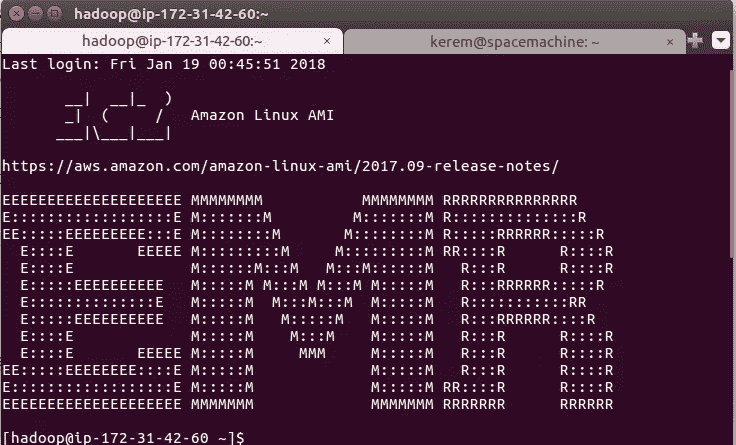 hadoop@ip-172-31-42-60:~
hadoop@ip-172-31-42-60:~ × kerem@spacemachine: ~ ×
Last login: Fri Jan 19 00:45:51 2018
       __|  __|_  )
       _|  (     /   Amazon Linux AMI
      ___|\___|___|
https://aws.amazon.com/amazon-linux-ami/2017.09-release-notes/
EEEEEEEEEEEEEEEEEEEE MMMMMMMM           MMMMMMMM RRRRRRRRRRRRRRR
E::::::::::::::::::E M:::::::M         M:::::::M R::::::::::::::R
EE:::::EEEEEEEEE:::E M::::::::M       M::::::::M R:::::RRRRRR:::::R
  E::::E       EEEEE M:::::::::M     M:::::::::M RR::::R      R::::R
  E::::E             M::::::M:::M   M:::M::::::M   R:::R      R::::R
  E:::::EEEEEEEEEE   M:::::M M:::M M:::M M:::::M   R:::RRRRRR:::::R
  E::::::::::::::E   M:::::M  M:::M:::M  M:::::M   R:::::::::::RR
  E:::::EEEEEEEEEE   M:::::M   M:::::M   M:::::M   R:::RRRRRR::::R
  E::::E             M:::::M    M:::M    M:::::M   R:::R      R::::R
  E::::E       EEEEE M:::::M     MMM     M:::::M   R:::R      R::::R
EE:::::EEEEEEEE::::E M:::::M             M:::::M   R:::R      R::::R
E::::::::::::::::::E M:::::M             M:::::M RR::::R      R::::R
EEEEEEEEEEEEEEEEEEEE MMMMMMM             MMMMMMM RRRRRRR      RRRRRR
[hadoop@ip-172-31-42-60 ~]$